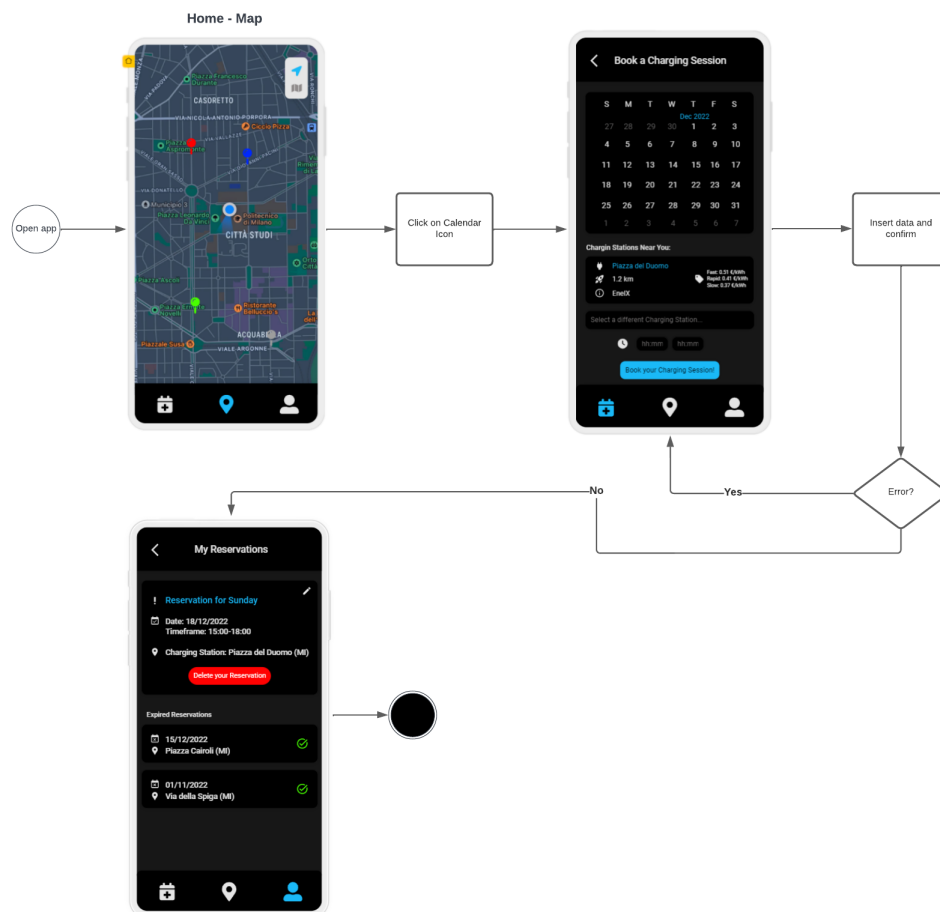 Home - Map
Piazza Francesco
Durante
CASORETTO
VIA NICOLA ANTONIO PORPORA
Ciccio Pizza
VIA VALLAZZE
Piazza
Aspromonte
VIA DONATELLO
Municipio 3
Piazza Leonardo
Da Vinci
Politecnico
di Milano
CITTÀ STUDI
Piazza Ascoli
Ristorante
Belluccio's
Novelli
ACQUABELLA
Piazzale Susa
VIALE ARGONNE
Open app
Click on Calendar
Icon
Book a Charging Session
S M T W T F S
Dec 2022
27 28 29 30 1 2 3
4 5 6 7 8 9 10
11 12 13 14 15 16 17
18 19 20 21 22 23 24
25 26 27 28 29 30 31
1 2 3 4 5 6 7
Chargin Stations Near You:
Piazza del Duomo
1.2 km
EnelX
Fast: 0.51 €/kWh
Rapid: 0.41 €/kWh
Slow: 0.37 €/kWh
Select a different Charging Station...
hh:mm hh:mm
Book your Charging Session!
Insert data and
confirm
Error?
Yes
No
My Reservations
Reservation for Sunday
Date: 18/12/2022
Timeframe: 15:00-18:00
Charging Station: Piazza del Duomo (MI)
Delete your Reservation
Expired Reservations
15/12/2022
Piazza Cairoli (MI)
01/11/2022
Via della Spiga (MI)